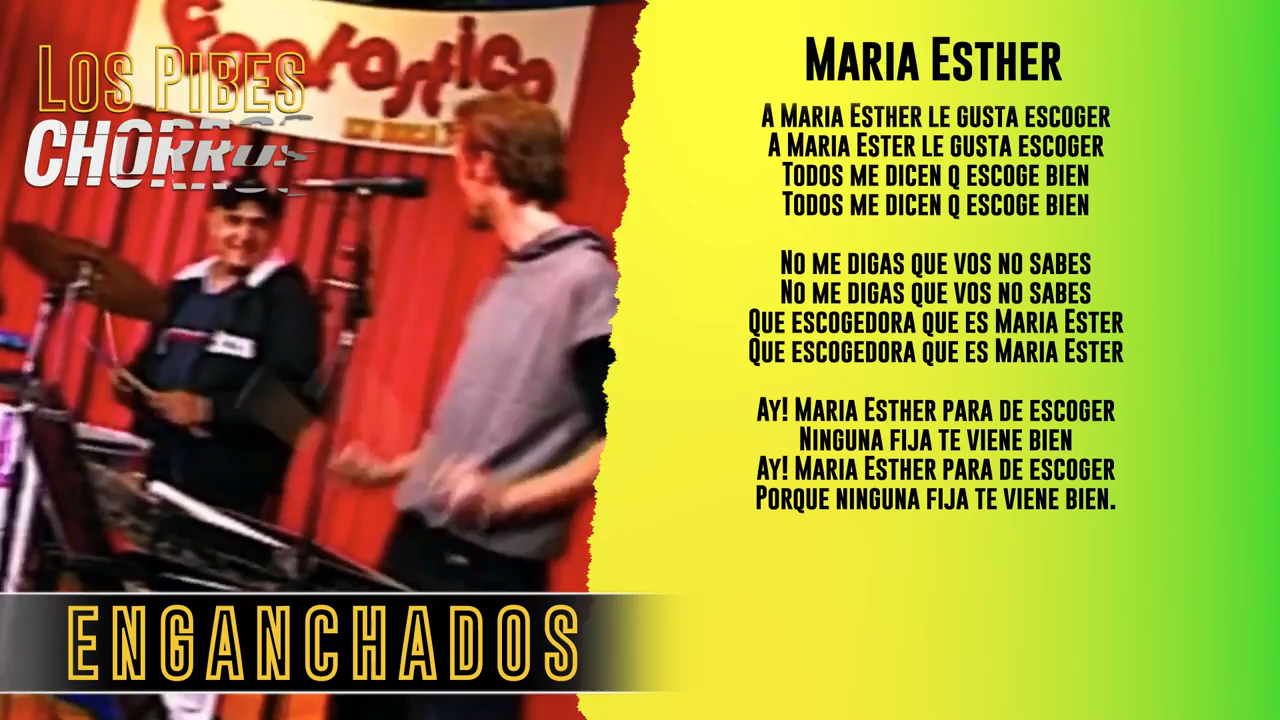 Fantastico
Los Pibes
CHORROS
Maria Esther
A Maria Esther le gusta escoger
A Maria Ester le gusta escoger
Todos me dicen q escoge bien
Todos me dicen q escoge bien
No me digas que vos no sabes
No me digas que vos no sabes
Que escogedora que es Maria Ester
Que escogedora que es Maria Ester
Ay! Maria Esther para de escoger
Ninguna fija te viene bien
Ay! Maria Esther para de escoger
Porque ninguna fija te viene bien.
ENGANCHADOS